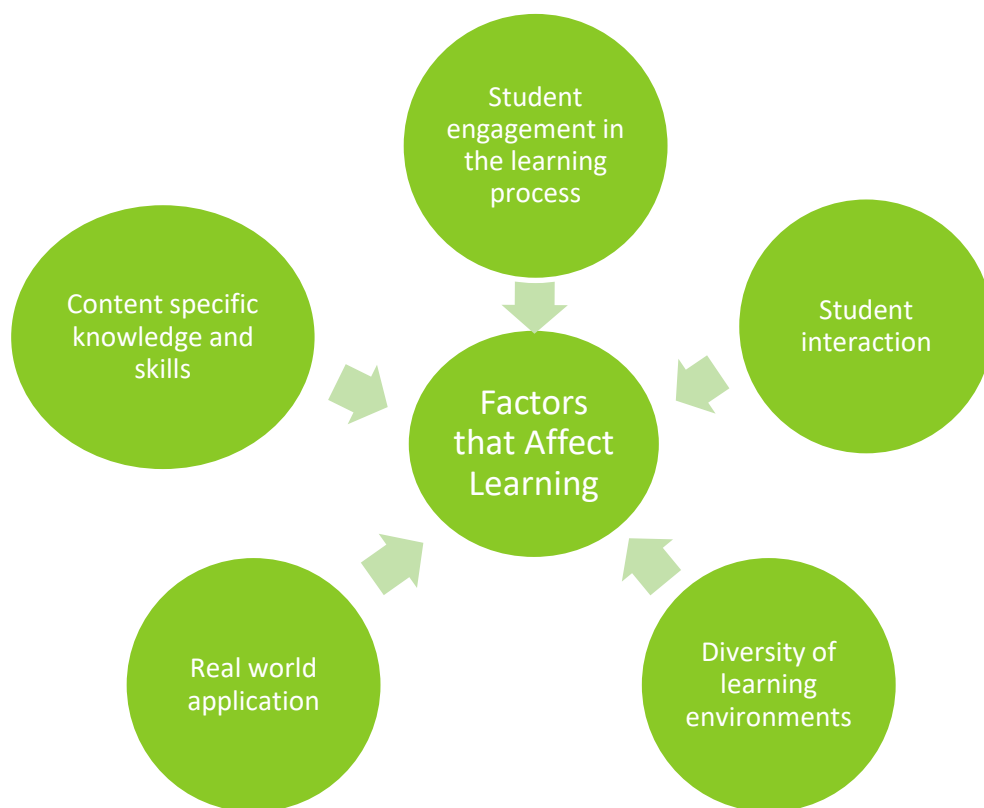 Student
engagement in
the learning
process
Student
interaction
Diversity of
learning
environments
Real world
application
Content specific
knowledge and
skills
Factors
that Affect
Learning